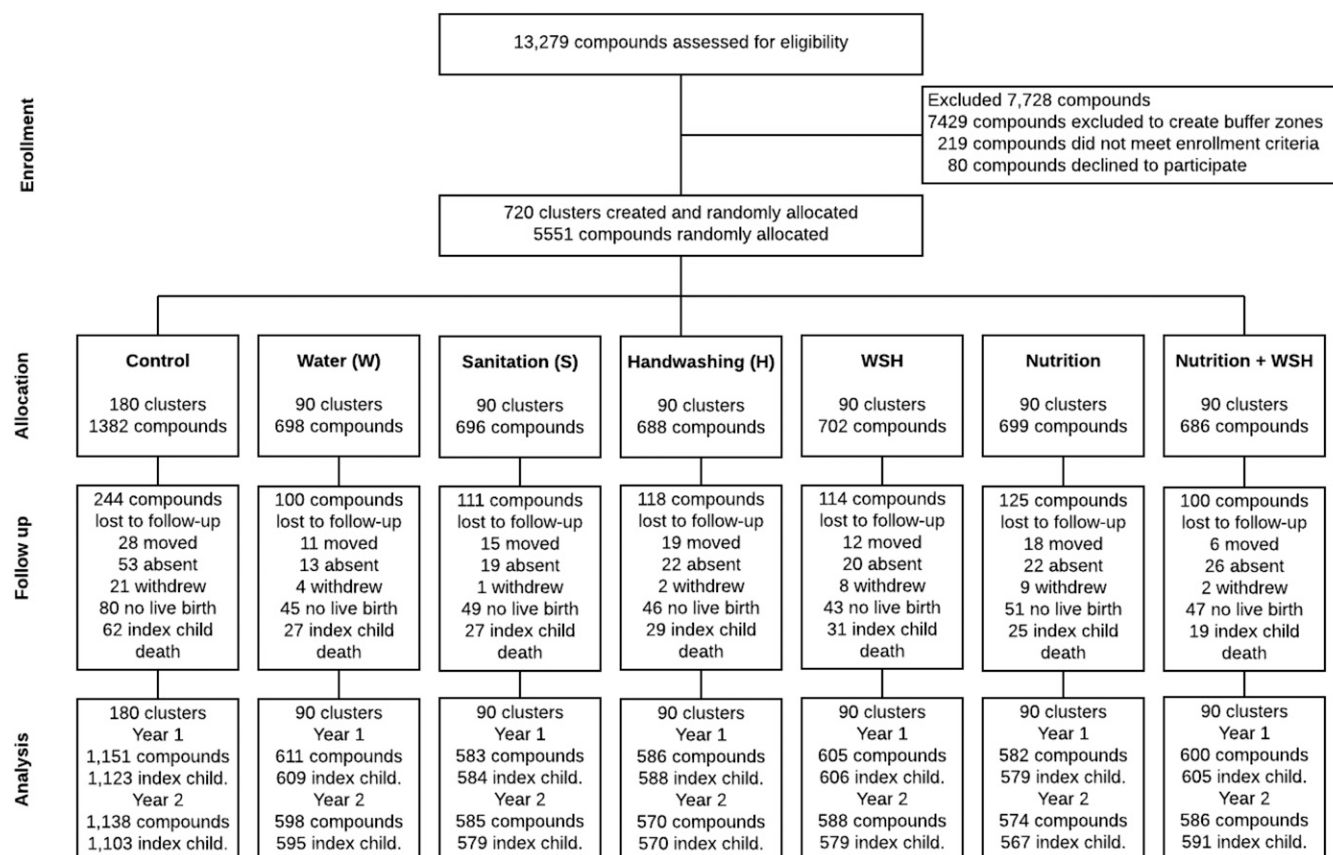 13,279 compounds assessed for eligibility
Enrollment
Excluded 7,728 compounds
7429 compounds excluded to create buffer zones
219 compounds did not meet enrollment criteria
80 compounds declined to participate
720 clusters created and randomly allocated
5551 compounds randomly allocated
Allocation
Control
180 clusters
1382 compounds
Water (W)
90 clusters
698 compounds
Sanitation (S)
90 clusters
696 compounds
Handwashing (H)
90 clusters
688 compounds
WSH
90 clusters
702 compounds
Nutrition
90 clusters
699 compounds
Nutrition + WSH
90 clusters
686 compounds
Follow up
244 compounds
lost to follow-up
28 moved
53 absent
21 withdrew
80 no live birth
62 index child
death
100 compounds
lost to follow-up
11 moved
13 absent
4 withdrew
45 no live birth
27 index child
death
111 compounds
lost to follow-up
15 moved
19 absent
1 withdrew
49 no live birth
27 index child
death
118 compounds
lost to follow-up
19 moved
22 absent
2 withdrew
46 no live birth
29 index child
death
114 compounds
lost to follow-up
12 moved
20 absent
8 withdrew
43 no live birth
31 index child
death
125 compounds
lost to follow-up
18 moved
22 absent
9 withdrew
51 no live birth
25 index child
death
100 compounds
lost to follow-up
6 moved
26 absent
2 withdrew
47 no live birth
19 index child
death
Analysis
180 clusters
Year 1
1,151 compounds
1,123 index child.
Year 2
1,138 compounds
1,103 index child.
90 clusters
Year 1
611 compounds
609 index child.
Year 2
598 compounds
595 index child.
90 clusters
Year 1
583 compounds
584 index child.
Year 2
585 compounds
579 index child.
90 clusters
Year 1
586 compounds
588 index child.
Year 2
570 compounds
570 index child.
90 clusters
Year 1
605 compounds
606 index child.
Year 2
588 compounds
579 index child.
90 clusters
Year 1
582 compounds
579 index child.
Year 2
574 compounds
567 index child.
90 clusters
Year 1
600 compounds
605 index child.
Year 2
586 compounds
591 index child.